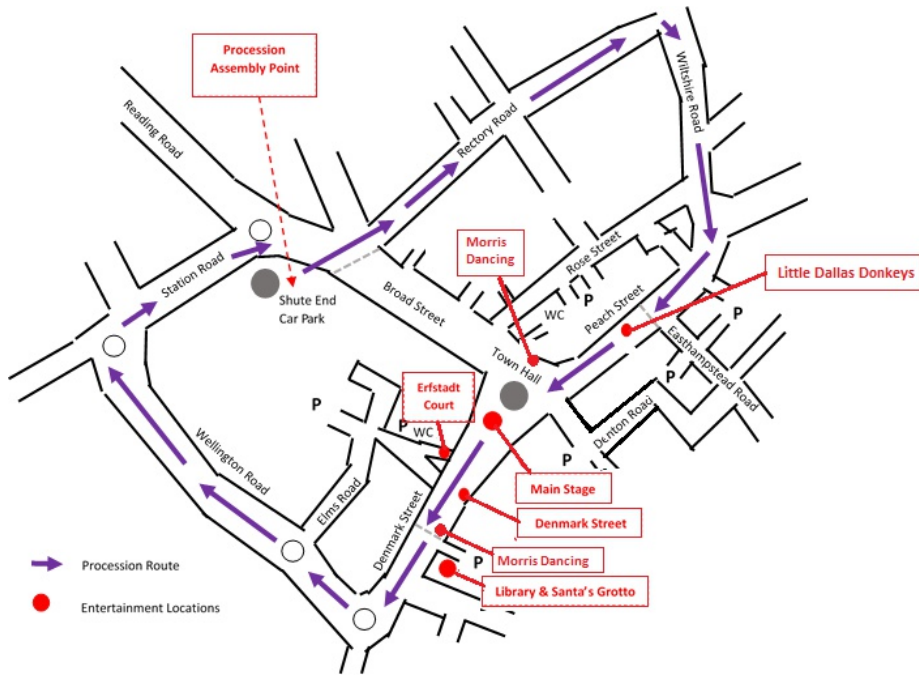 Procession
Assembly Point
Reading Road
Rectory Road
Wiltshire Road
Station Road
Shute End
Car Park
Broad Street
Morris
Dancing
Rose Street
P
WC
Peach Street
Little Dallas Donkeys
P
Easthampstead Road
Town Hall
Erfstadt
Court
P
P
WC
Denton Road
P
P
Main Stage
Wellington Road
Elms Road
Denmark Street
Denmark Street
Morris Dancing
P
Library & Santa's Grotto
Procession Route
Entertainment Locations